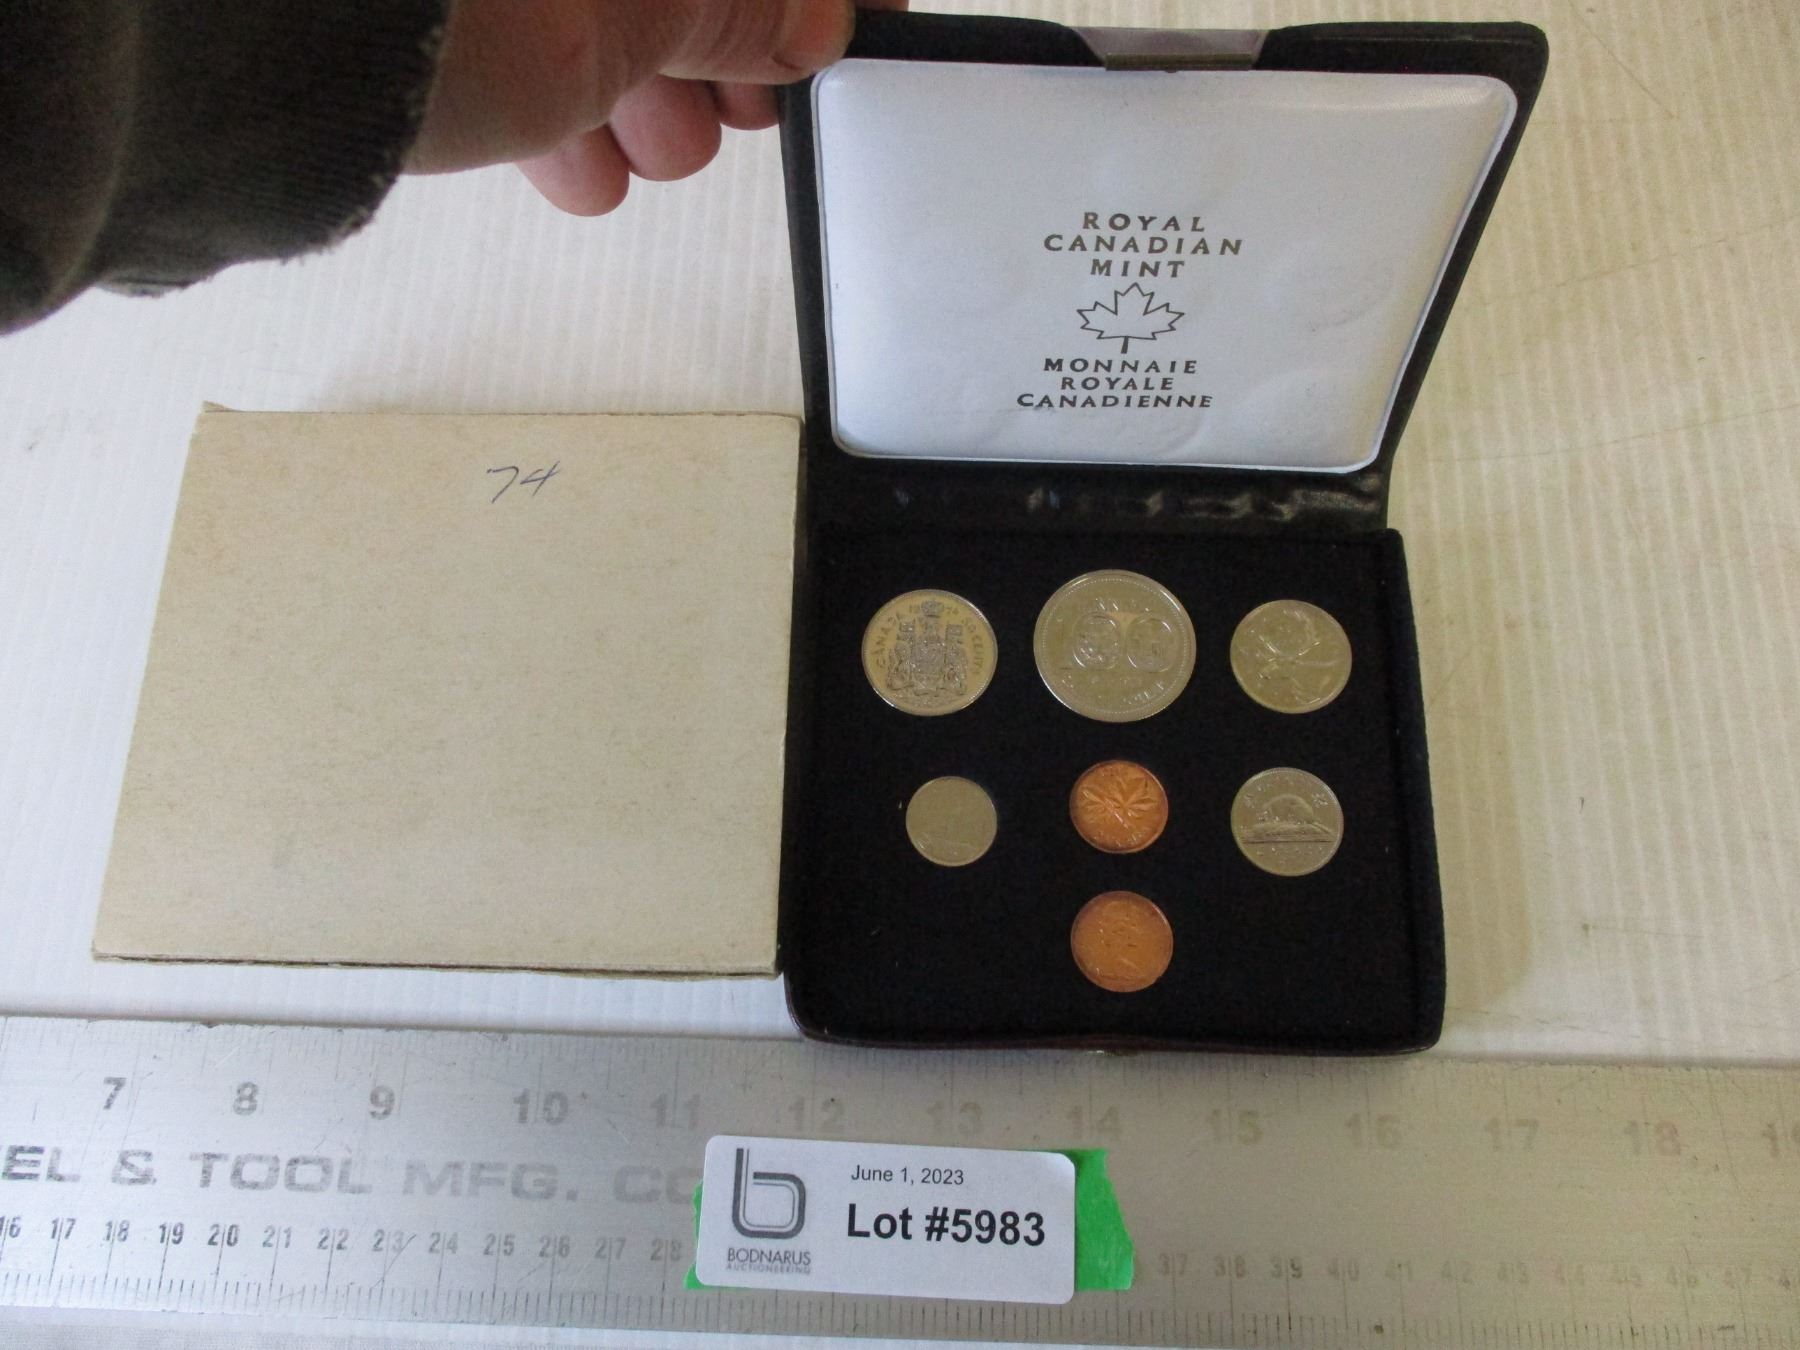 ROYAL
CANADIAN
MINT
MONNAIE
ROYALE
CANADIENNE
74
CANADA 1974 50 CENTS
7 8 9 10 11 12 13 14 15 16 17 18
EL & TOOL MFG. CO
16 17 18 19 20 21 22 23 24 25 26 27 28 37 38 39 40 41 42 43 44 45 46 47
June 1, 2023
Lot #5983
BODNARUS
AUCTIONEERING